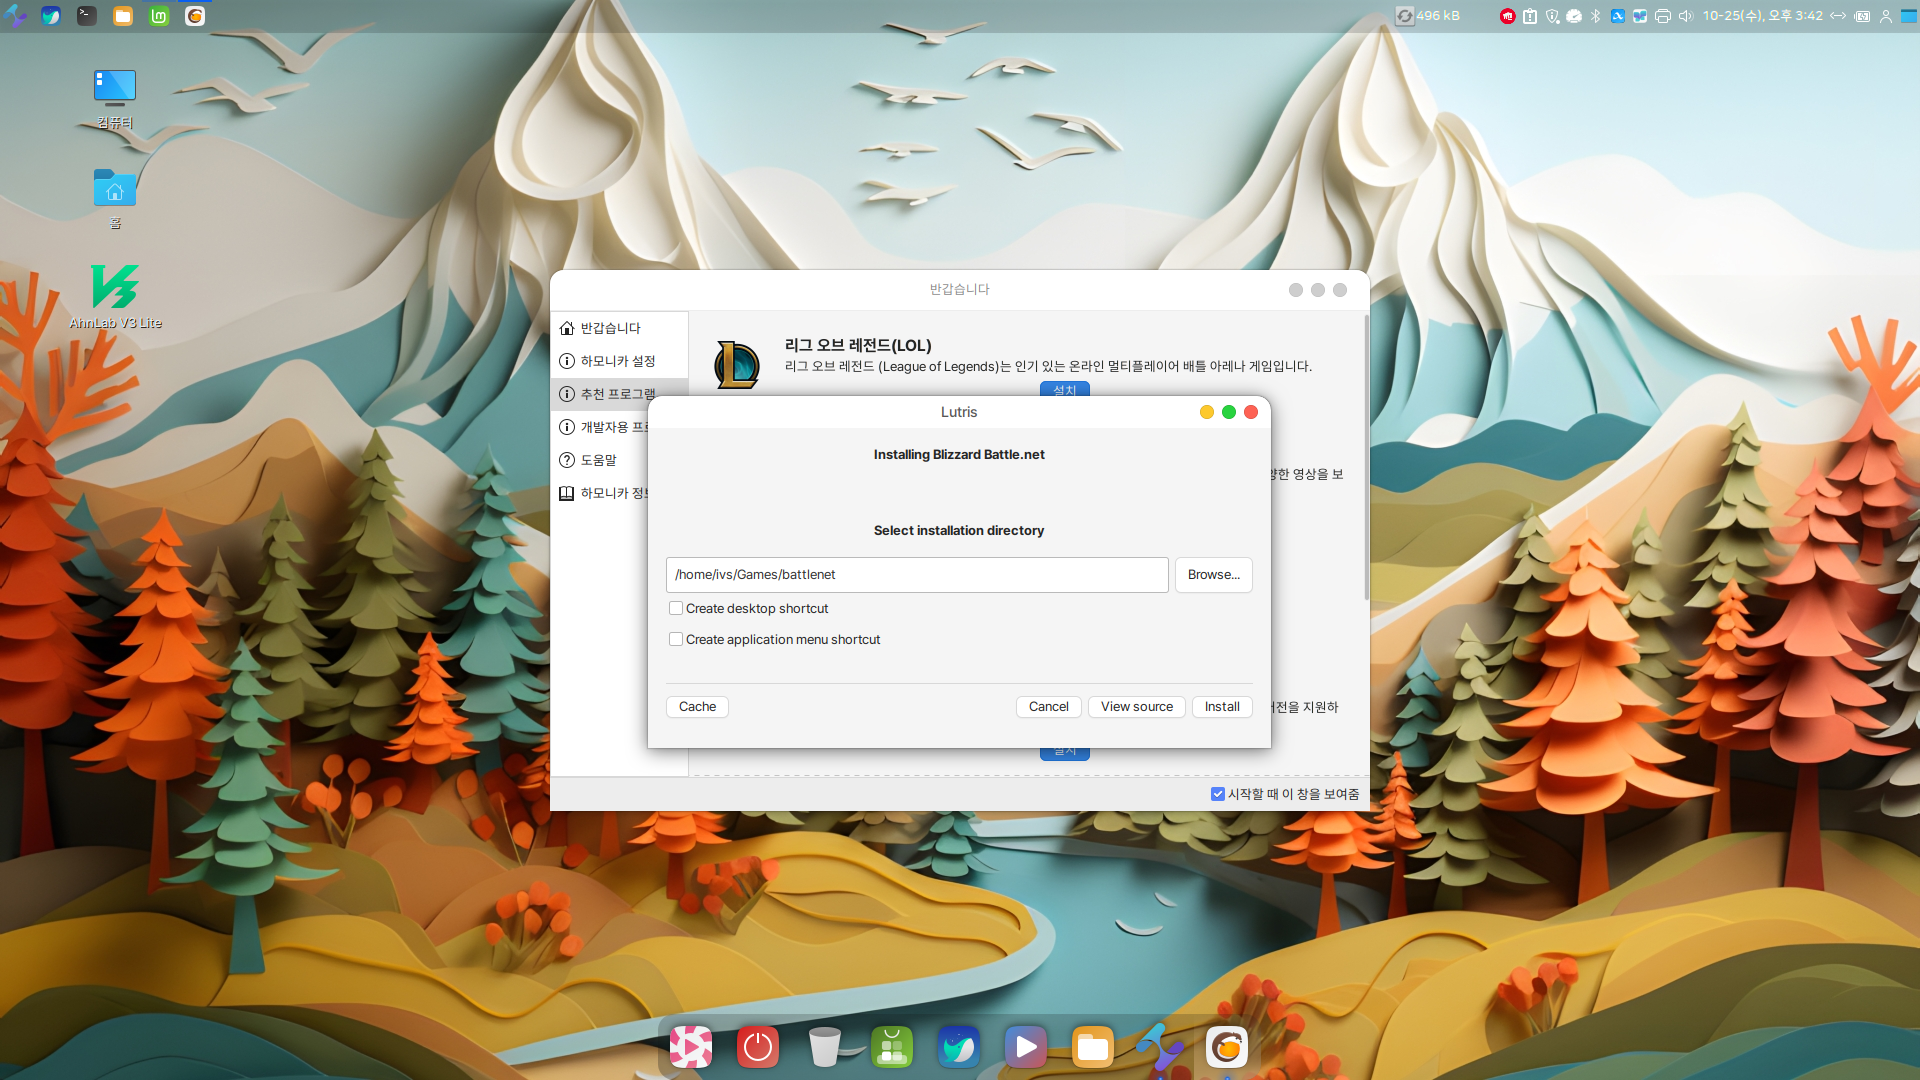 496 kB
10-25(수), 오후 3:42
컴퓨터
홈
AhnLab V3 Lite
반갑습니다
반갑습니다
하모니카 설정
추천 프로그램
개발자용 프로
도움말
하모니카 정보
리그 오브 레전드(LOL)
리그 오브 레전드 (League of Legends)는 인기 있는 온라인 멀티플레이어 배틀 아레나 게임입니다.
설치
Lutris
Installing Blizzard Battle.net
양한 영상을 보
Select installation directory
/home/ivs/Games/battlenet
Browse...
Create desktop shortcut
Create application menu shortcut
Cache
Cancel
View source
Install
버전을 지원하
설치
시작할 때 이 창을 보여줌